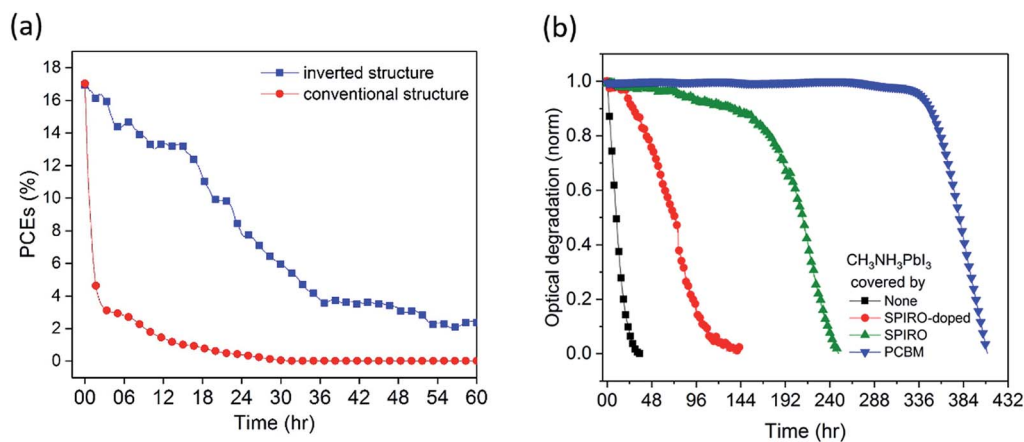 (a)
18
16
14
12
10
8
6
4
2
0
PCEs (%)
inverted structure
conventional structure
00 06 12 18 24 30 36 42 48 54 60
Time (hr)
(b)
1.0
0.8
0.6
0.4
0.2
0.0
Optical degradation (norm)
CH₃NH₃PbI₃
covered by
None
SPIRO-doped
SPIRO
PCBM
00 48 96 144 192 240 288 336 384 432
Time (hr)